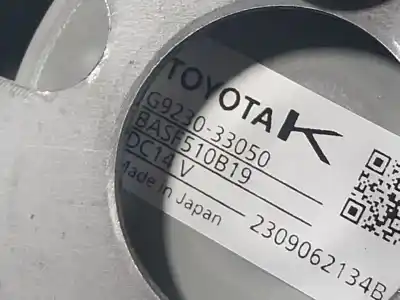 TOYOTA K
G9230-33050
BASF510B19
DC14 V
Made in Japan
2309062134B